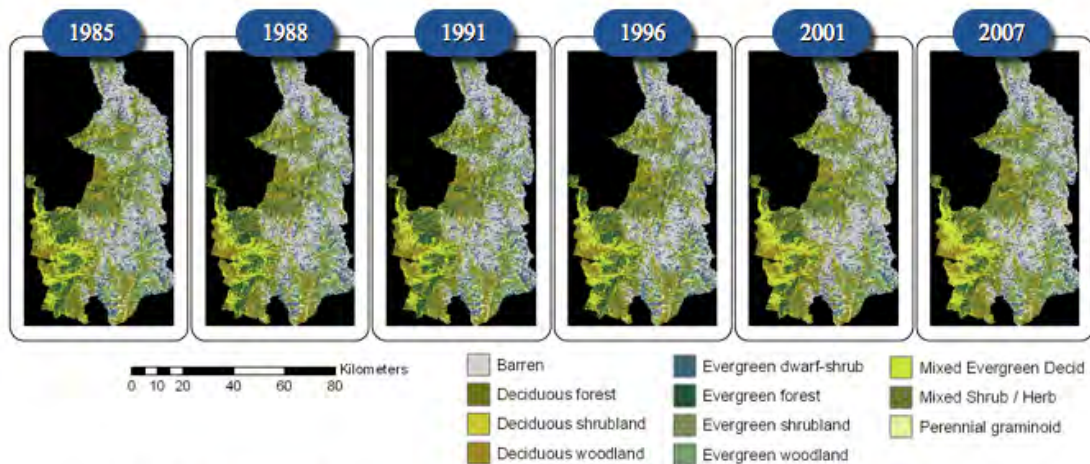 1985
1988
1991
1996
2001
2007
Kilometers
0 10 20 40 60 80
Barren
Deciduous forest
Deciduous shrubland
Deciduous woodland
Evergreen dwarf-shrub
Evergreen forest
Evergreen shrubland
Evergreen woodland
Mixed Evergreen Decid
Mixed Shrub / Herb
Perennial graminoid